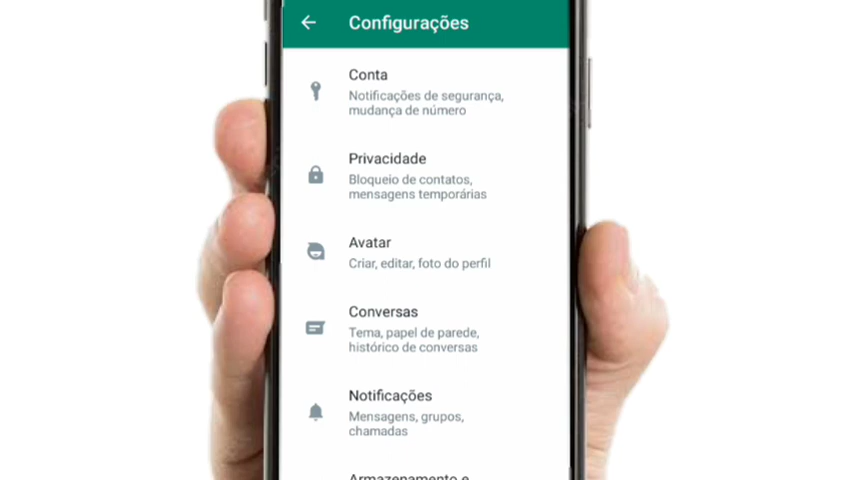 Configurações
Conta
Notificações de segurança,
mudança de número
Privacidade
Bloqueio de contatos,
mensagens temporárias
Avatar
Criar, editar, foto do perfil
Conversas
Tema, papel de parede,
histórico de conversas
Notificações
Mensagens, grupos,
chamadas
Armazenamento e